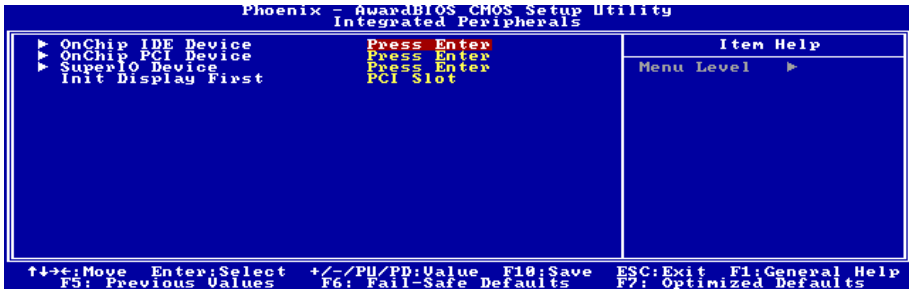 Phoenix - AwardBIOS CMOS Setup Utility
Integrated Peripherals
► OnChip IDE Device Press Enter
► OnChip PCI Device Press Enter
► SuperIO Device Press Enter
Init Display First PCI Slot
Item Help
Menu Level ►
↑↓→←:Move Enter:Select +/-/PU/PD:Value F10:Save ESC:Exit F1:General Help
F5: Previous Values F6: Fail-Safe Defaults F7: Optimized Defaults